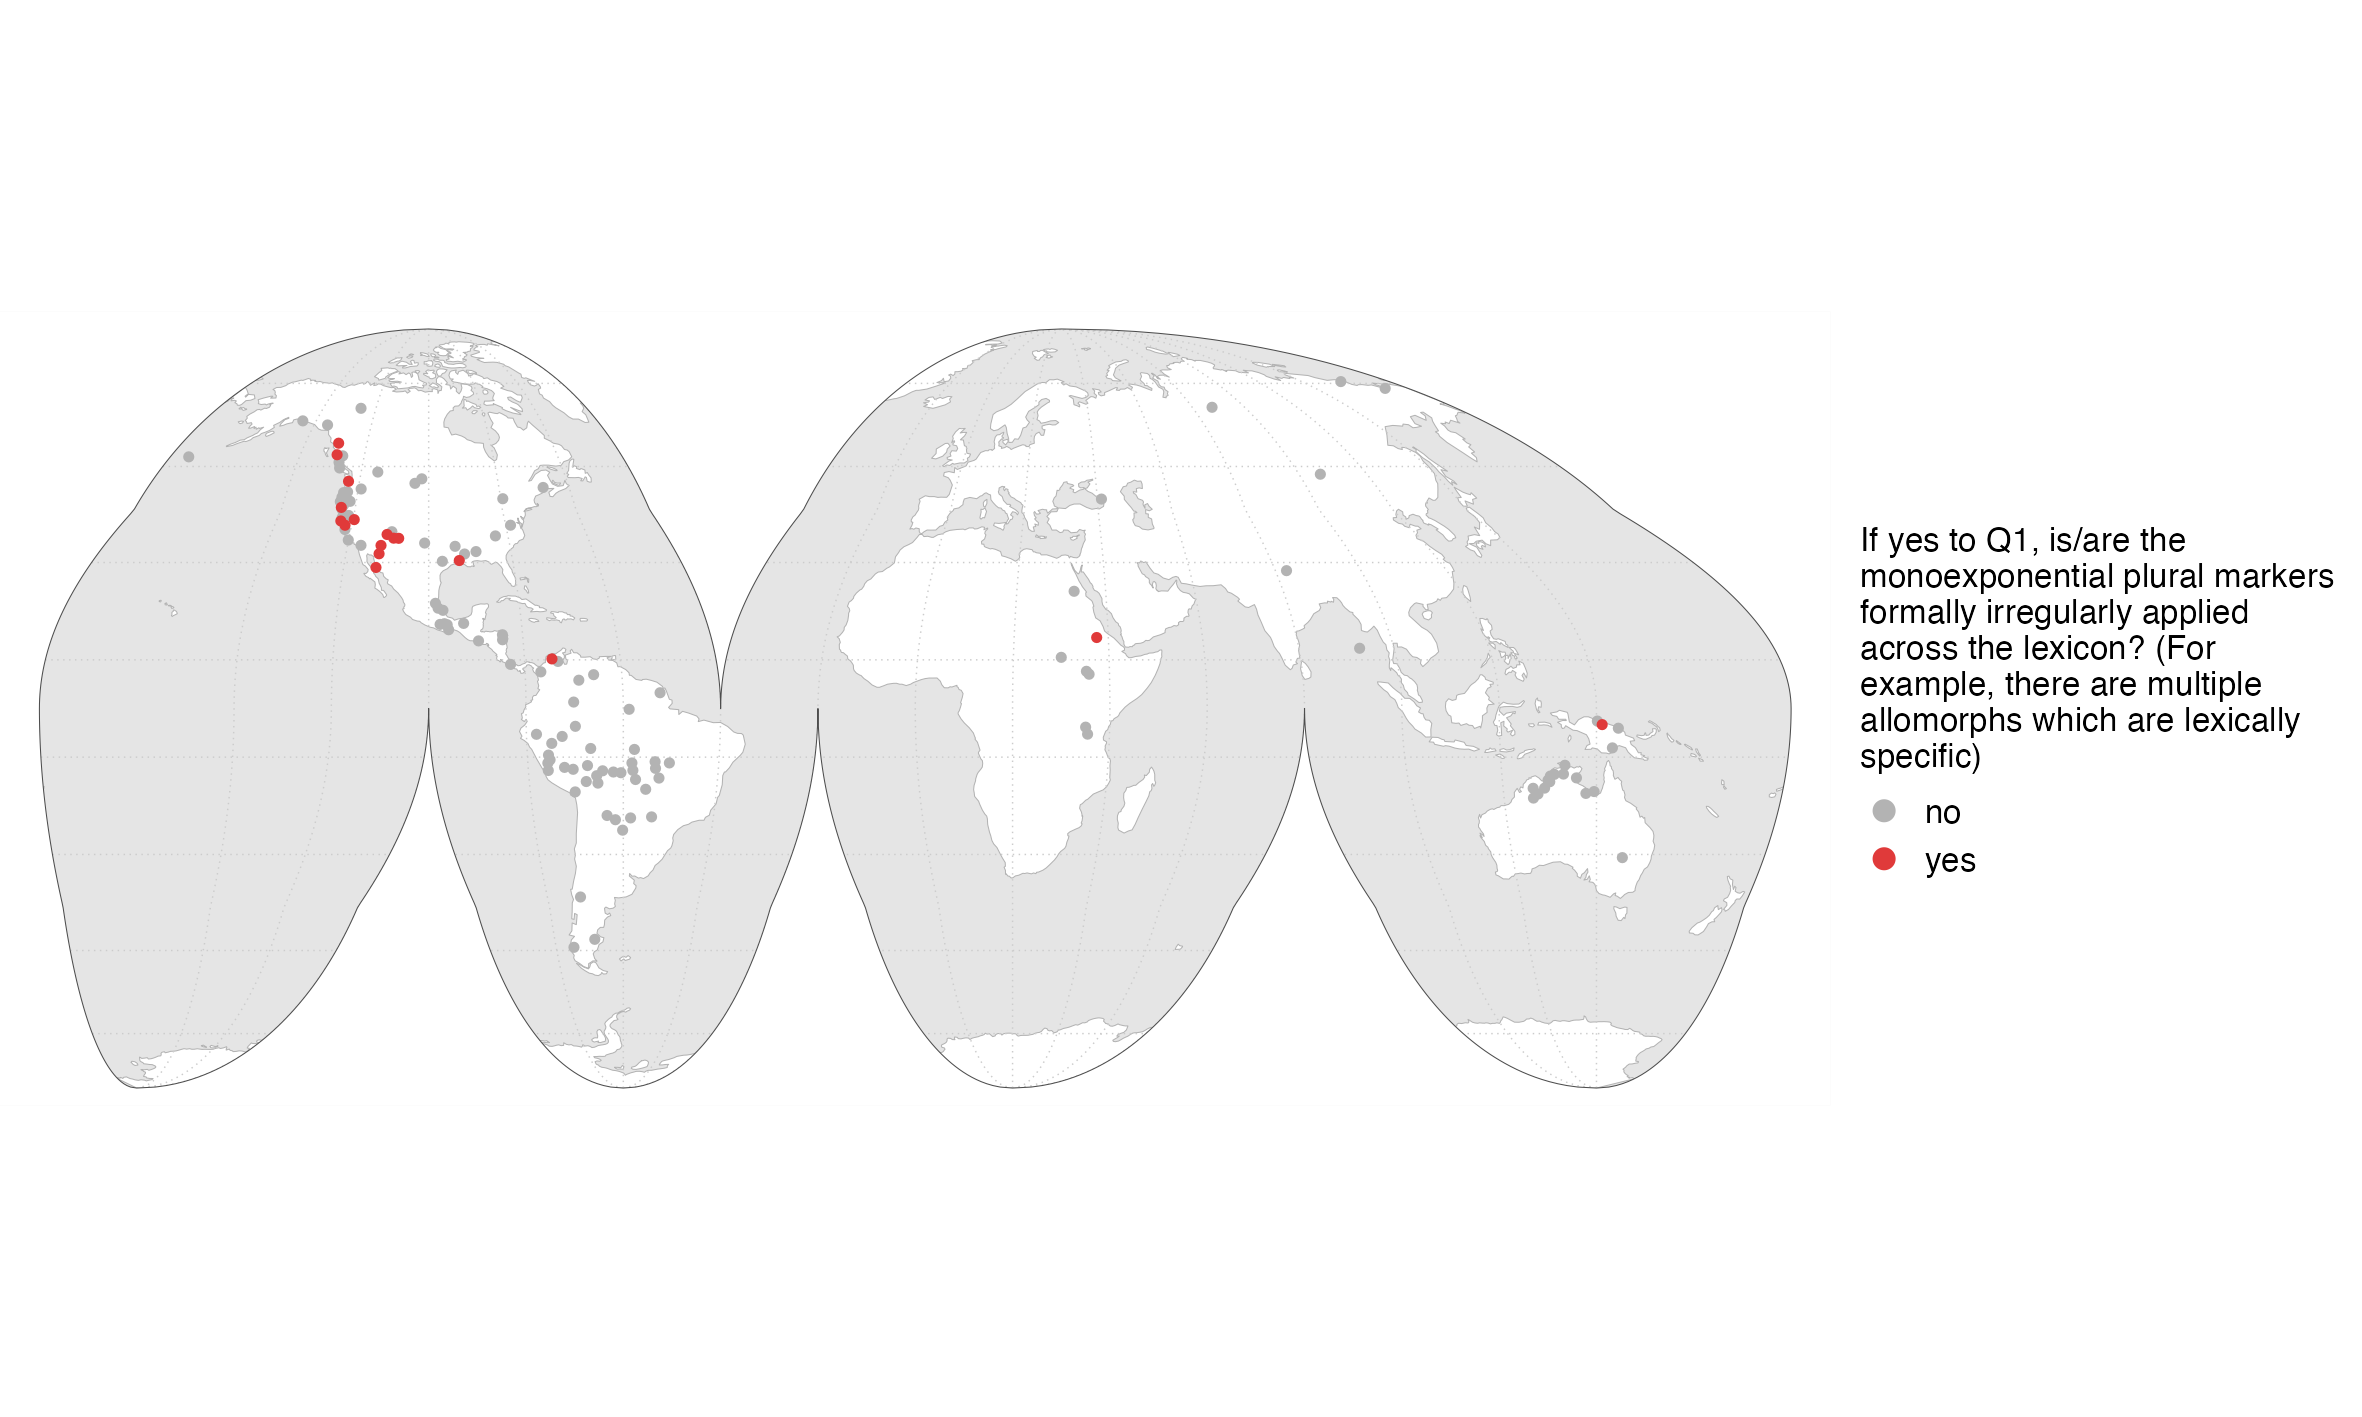 If yes to Q1, is/are the
monoexponential plural markers
formally irregularly applied
across the lexicon? (For
example, there are multiple
allomorphs which are lexically
specific)
no
yes